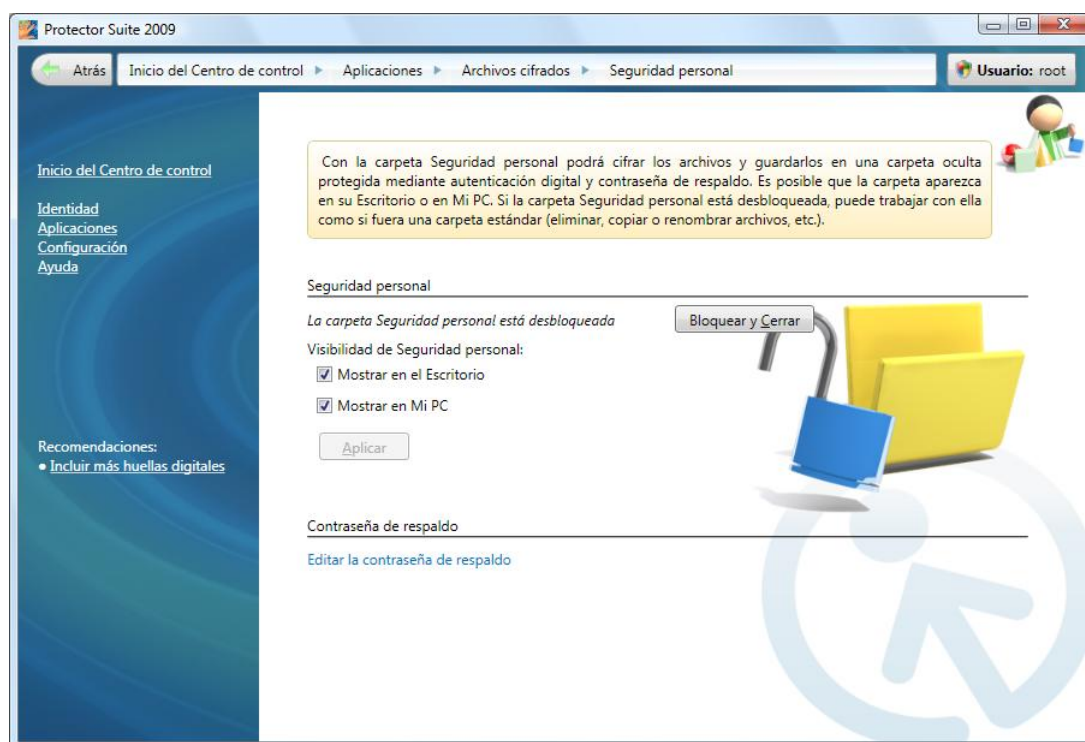 Protector Suite 2009
Atrás Inicio del Centro de control Aplicaciones Archivos cifrados Seguridad personal Usuario: root
Inicio del Centro de control
Identidad
Aplicaciones
Configuración
Ayuda
Recomendaciones:
• Incluir más huellas digitales
Con la carpeta Seguridad personal podrá cifrar los archivos y guardarlos en una carpeta oculta
protegida mediante autenticación digital y contraseña de respaldo. Es posible que la carpeta aparezca
en su Escritorio o en Mi PC. Si la carpeta Seguridad personal está desbloqueada, puede trabajar con ella
como si fuera una carpeta estándar (eliminar, copiar o renombrar archivos, etc.).
Seguridad personal
La carpeta Seguridad personal está desbloqueada Bloquear y Cerrar
Visibilidad de Seguridad personal:
Mostrar en el Escritorio
Mostrar en Mi PC
Aplicar
Contraseña de respaldo
Editar la contraseña de respaldo